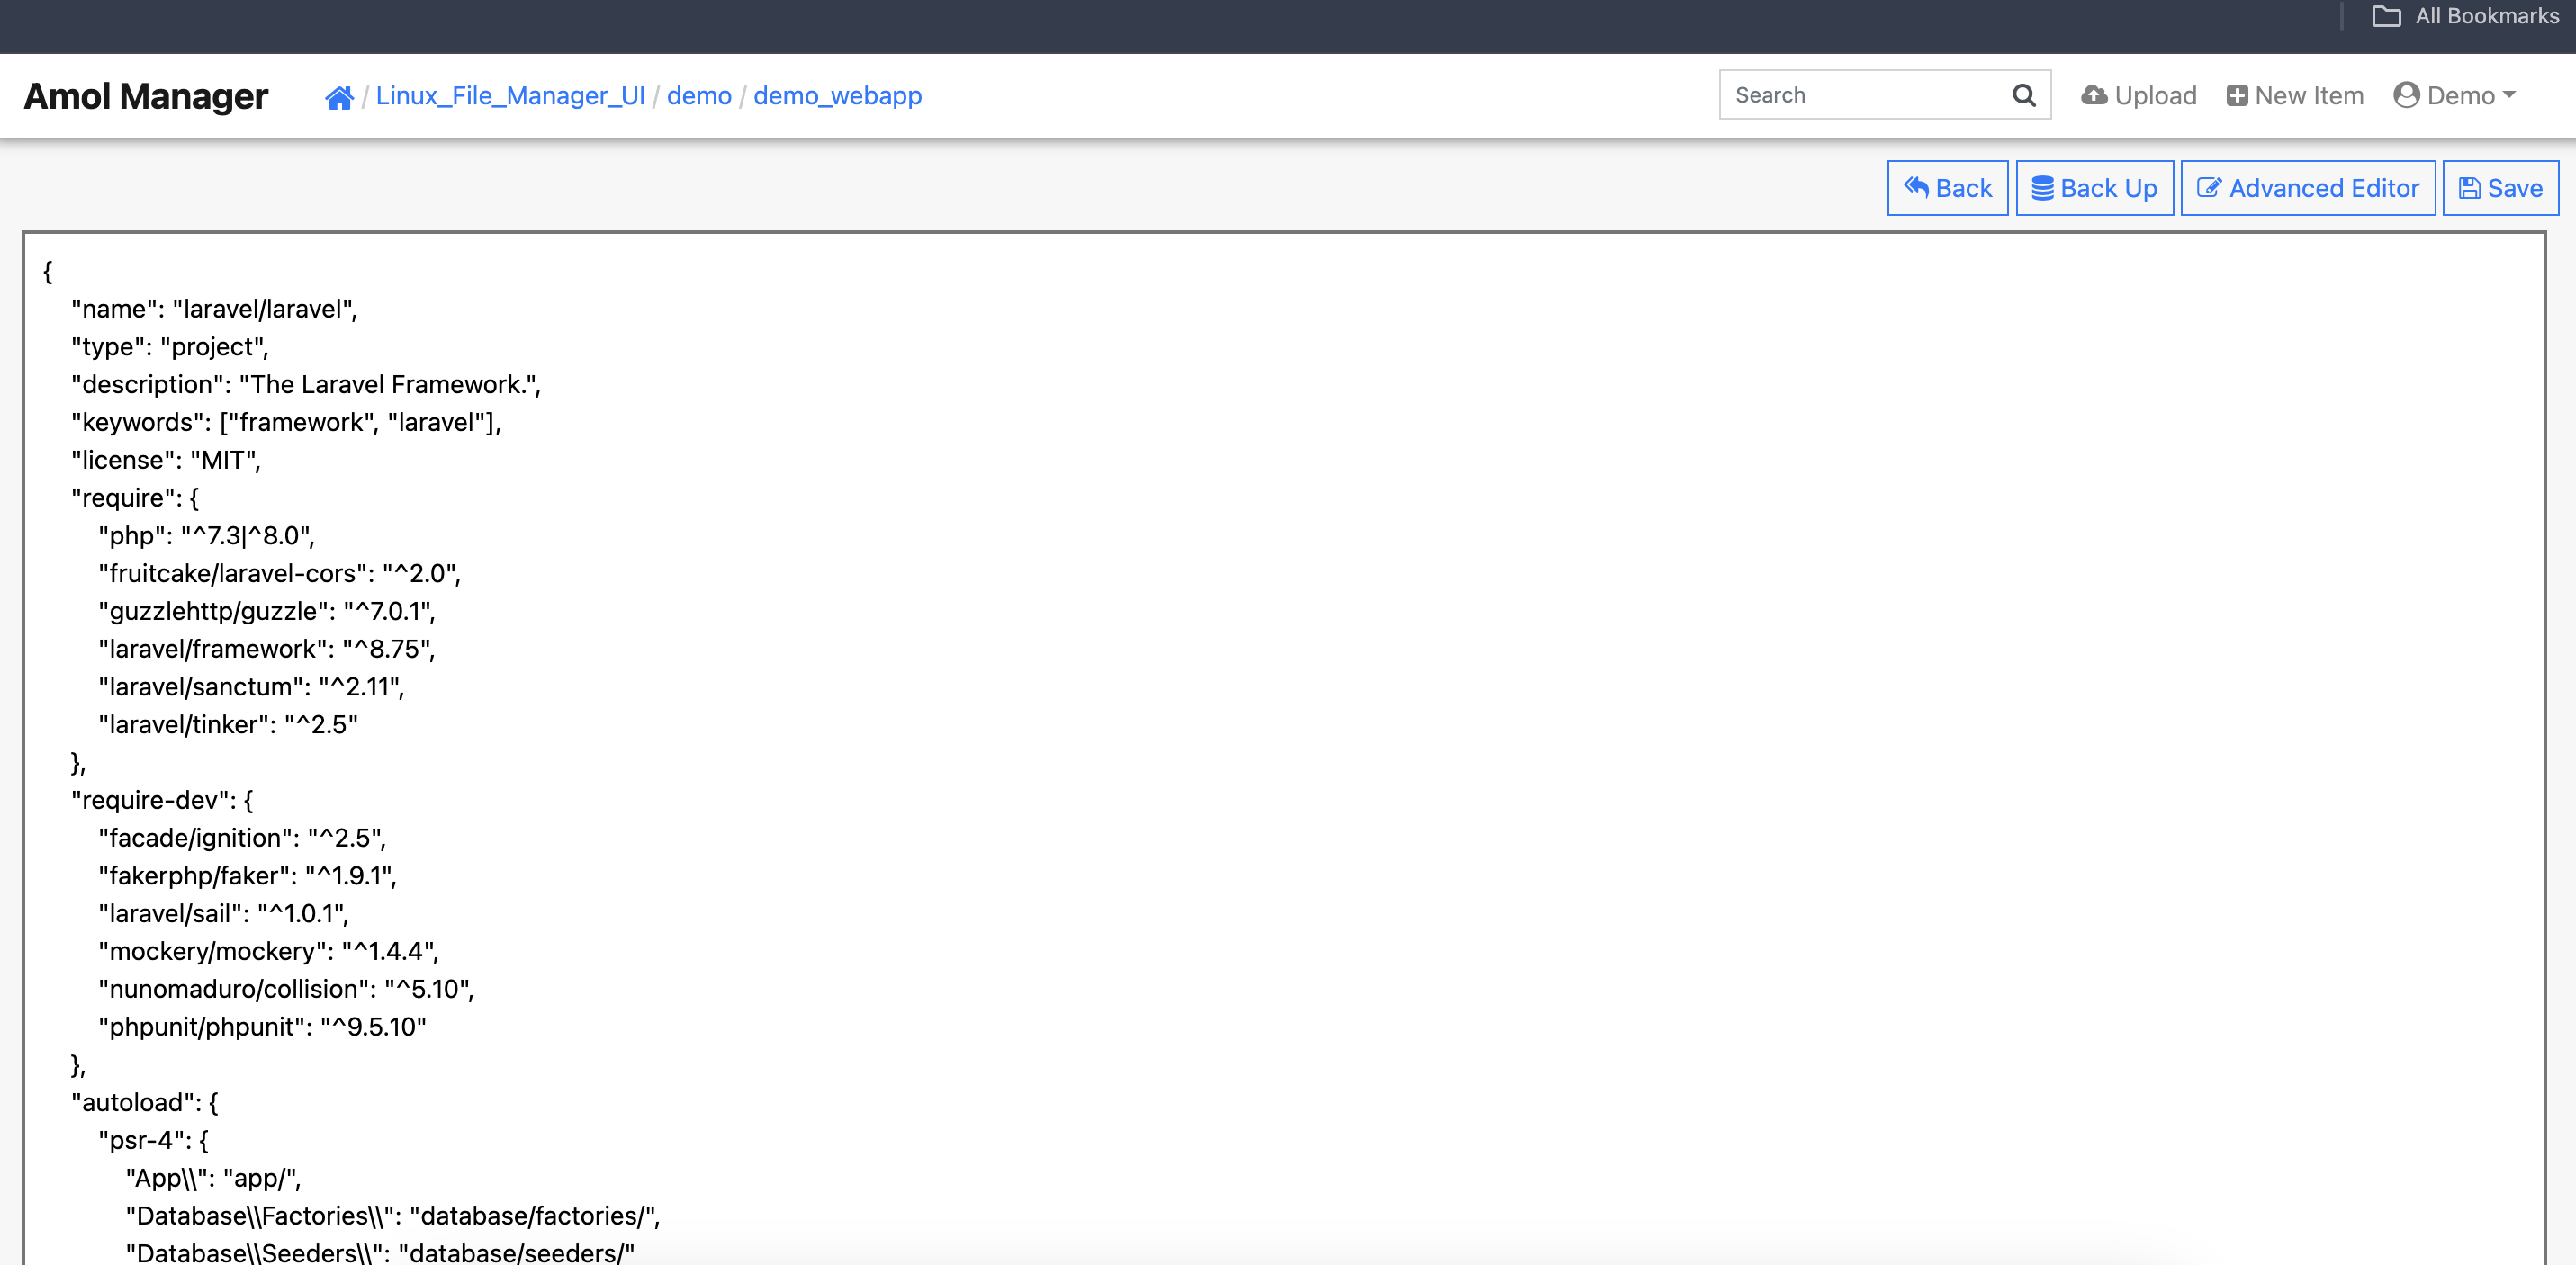 All Bookmarks
Amol Manager / Linux_File_Manager_UI / demo / demo_webapp Search Upload New Item Demo
Back Back Up Advanced Editor Save
{
    "name": "laravel/laravel",
    "type": "project",
    "description": "The Laravel Framework.",
    "keywords": ["framework", "laravel"],
    "license": "MIT",
    "require": {
        "php": "^7.3|^8.0",
        "fruitcake/laravel-cors": "^2.0",
        "guzzlehttp/guzzle": "^7.0.1",
        "laravel/framework": "^8.75",
        "laravel/sanctum": "^2.11",
        "laravel/tinker": "^2.5"
    },
    "require-dev": {
        "facade/ignition": "^2.5",
        "fakerphp/faker": "^1.9.1",
        "laravel/sail": "^1.0.1",
        "mockery/mockery": "^1.4.4",
        "nunomaduro/collision": "^5.10",
        "phpunit/phpunit": "^9.5.10"
    },
    "autoload": {
        "psr-4": {
            "App\\": "app/",
            "Database\\Factories\\": "database/factories/",
            "Database\\Seeders\\": "database/seeders/"